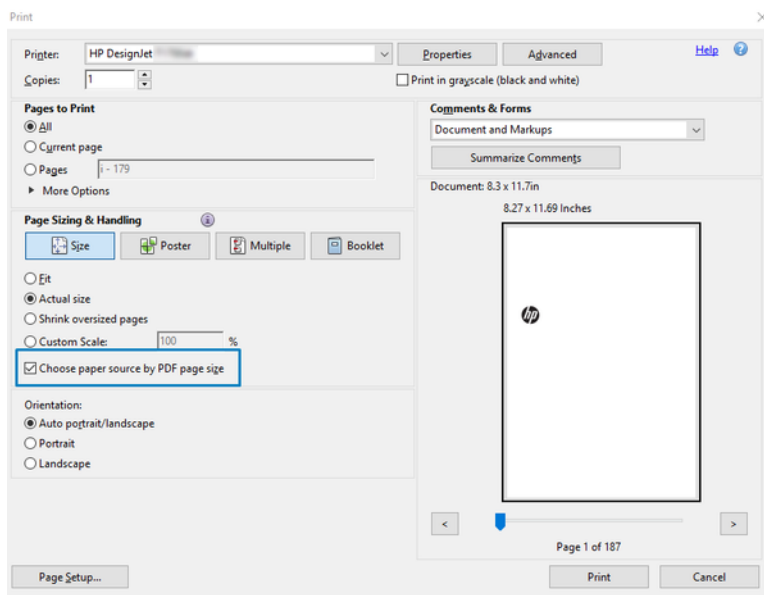 Print
Printer: HP DesignJet Properties Advanced Help
Copies: 1 Print in grayscale (black and white)
Pages to Print
All
Current page
Pages i - 179
More Options
Comments & Forms
Document and Markups
Summarize Comments
Page Sizing & Handling
Size Poster Multiple Booklet
Fit
Actual size
Shrink oversized pages
Custom Scale: 100 %
Choose paper source by PDF page size
Orientation:
Auto portrait/landscape
Portrait
Landscape
Document: 8.3 x 11.7in
8.27 x 11.69 Inches
hp
< >
Page 1 of 187
Page Setup... Print Cancel